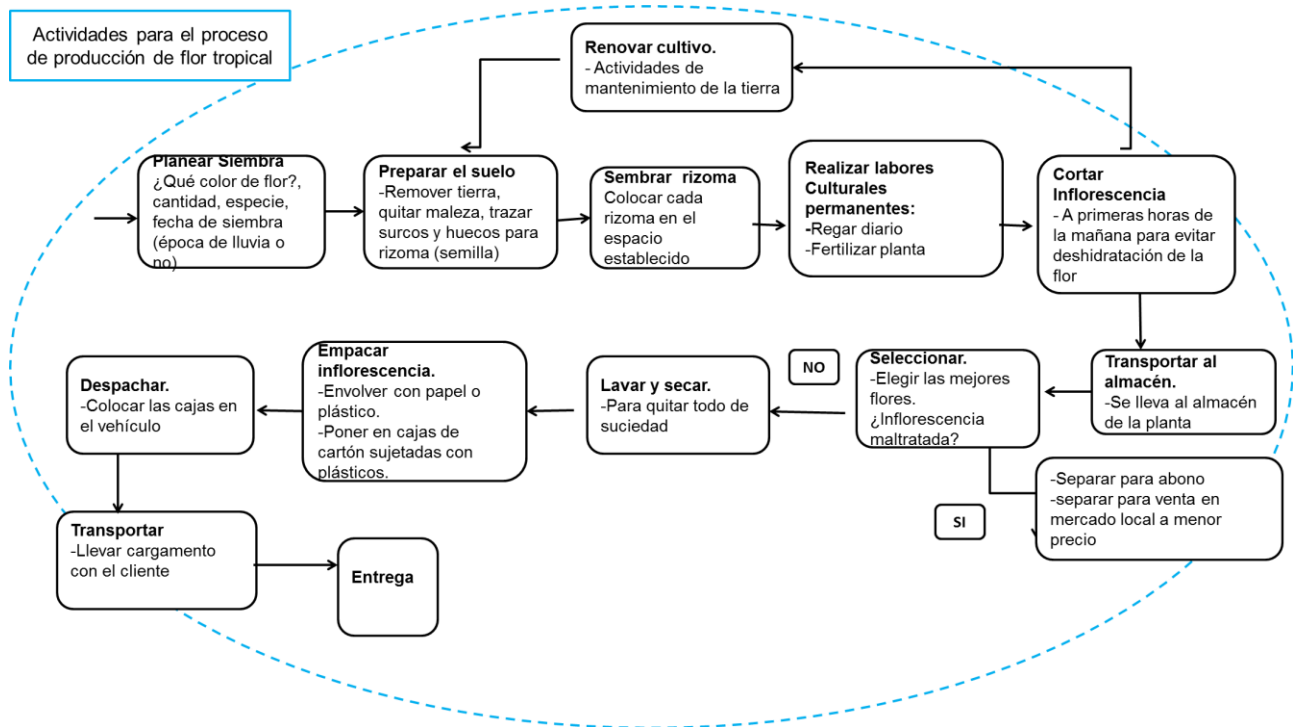 Actividades para el proceso
de producción de flor tropical
Renovar cultivo.
- Actividades de
mantenimiento de la tierra
Planear Siembra
¿Qué color de flor?,
cantidad, especie,
fecha de siembra
(época de lluvia o
no)
Preparar el suelo
-Remover tierra,
quitar maleza, trazar
surcos y huecos para
rizoma (semilla)
Sembrar rizoma
Colocar cada
rizoma en el
espacio
establecido
Realizar labores
Culturales
permanentes:
-Regar diario
-Fertilizar planta
Cortar
Inflorescencia
- A primeras horas de
la mañana para evitar
deshidratación de la
flor
Transportar al
almacén.
-Se lleva al almacén
de la planta
Seleccionar.
-Elegir las mejores
flores.
¿Inflorescencia
maltratada?
NO
Lavar y secar.
-Para quitar todo de
suciedad
Empacar
inflorescencia.
-Envolver con papel o
plástico.
-Poner en cajas de
cartón sujetadas con
plásticos.
Despachar.
-Colocar las cajas en
el vehículo
SI
-Separar para abono
-separar para venta en
mercado local a menor
precio
Transportar
-Llevar cargamento
con el cliente
Entrega